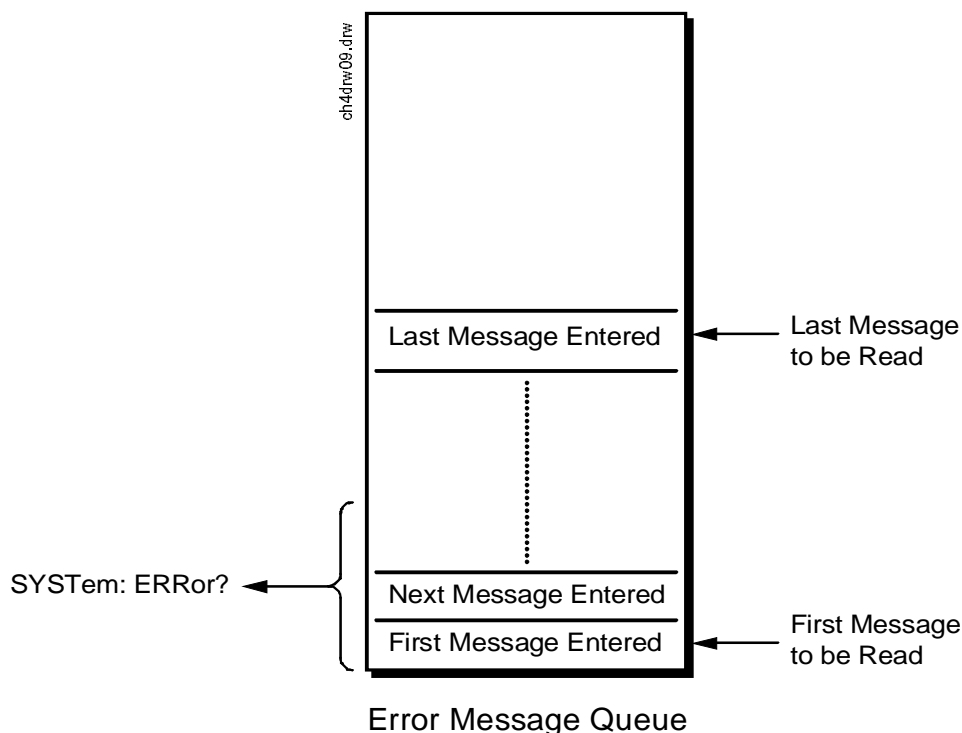 ch4drw09.drw
Last Message Entered
Last Message
to be Read
SYSTem: ERRor?
Next Message Entered
First Message Entered
First Message
to be Read
Error Message Queue